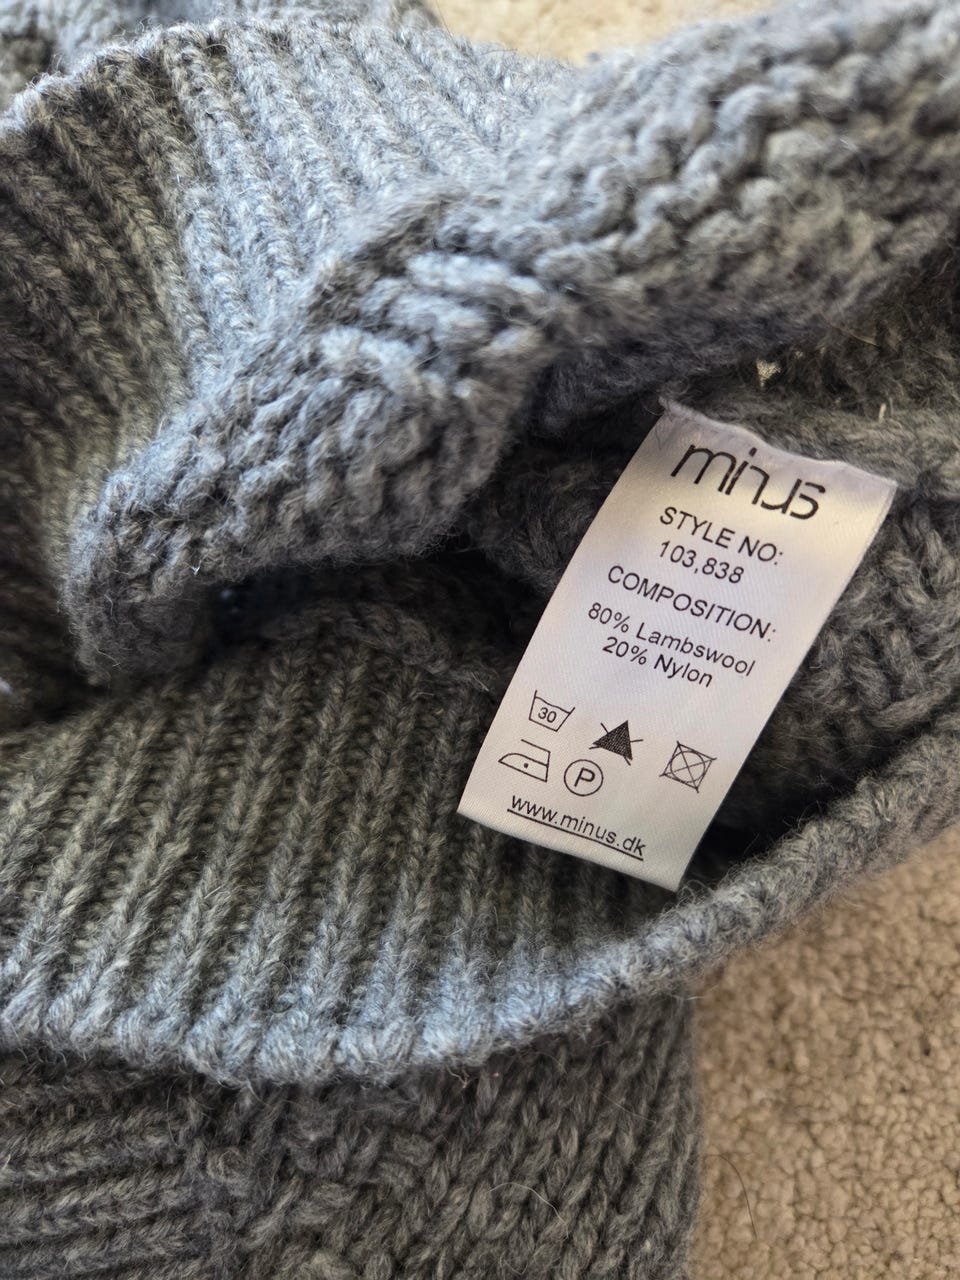 minus
STYLE NO:
103,838
COMPOSITION:
80% Lambswool
20% Nylon
30
P
www.minus.dk